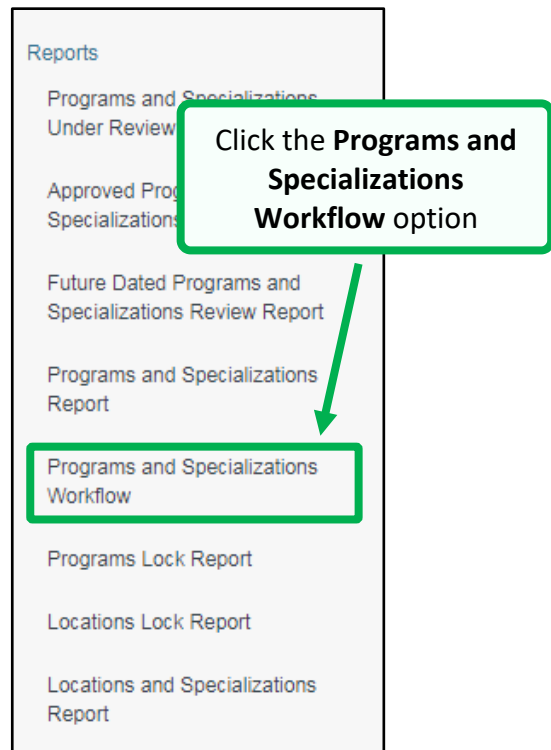 Reports
Programs and Specializations
Under Review
Click the Programs and
Specializations
Workflow option
Approved
Specializations
Future Dated Programs and
Specializations Review Report
Programs and Specializations
Report
Programs and Specializations
Workflow
Programs Lock Report
Locations Lock Report
Locations and Specializations
Report